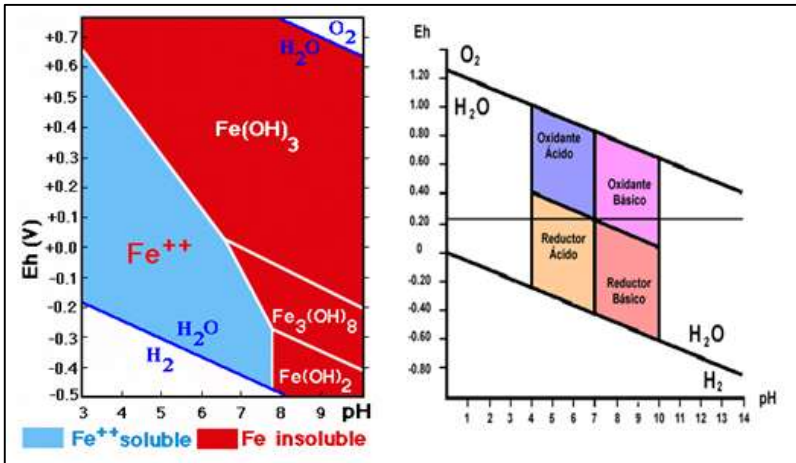 +0.7
+0.6
+0.5
+0.4
+0.3
+0.2
+0.1
+0.0
-0.1
-0.2
-0.3
-0.4
-0.5
Eh (V)
O2
H2O
Fe(OH)3
Fe++
Fe3(OH)8
Fe(OH)2
H2O
H2
3 4 5 6 7 8 9 pH
Fe++ soluble Fe insoluble
Eh
1.20
1.00
0.80
0.40
0.20
0
-0.20
-0.40
-0.60
-0.80
O2
H2O
Oxidante
Ácido
Oxidante
Básico
Reductor
Ácido
Reductor
Básico
H2O
H2
1 2 3 4 5 6 7 8 9 10 11 12 13 14 pH